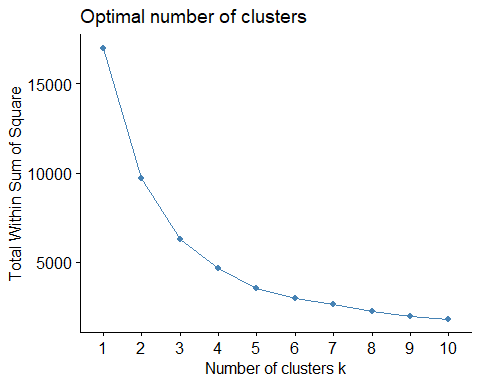 Optimal number of clusters
Total Within Sum of Square
15000
10000
5000
1 2 3 4 5 6 7 8 9 10
Number of clusters k